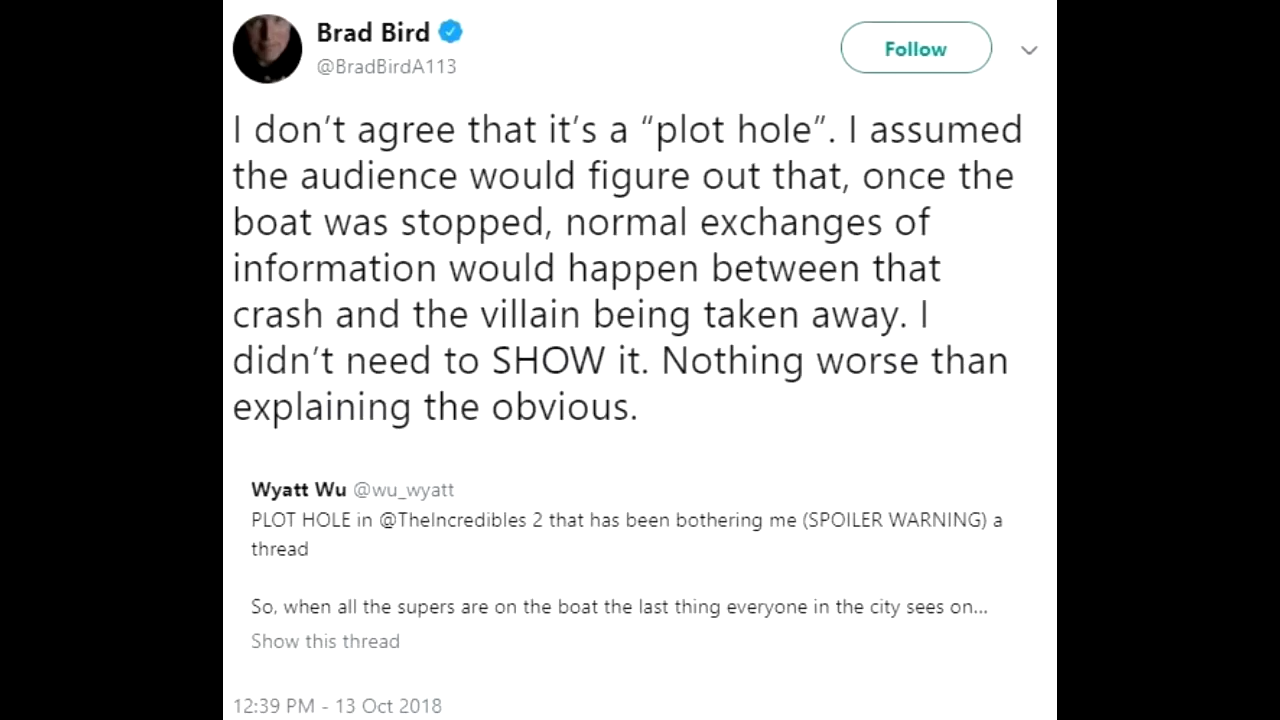 Brad Bird
@BradBirdA113
Follow
I don’t agree that it’s a “plot hole”. I assumed
the audience would figure out that, once the
boat was stopped, normal exchanges of
information would happen between that
crash and the villain being taken away. I
didn’t need to SHOW it. Nothing worse than
explaining the obvious.
Wyatt Wu @wu_wyatt
PLOT HOLE in @TheIncredibles 2 that has been bothering me (SPOILER WARNING) a
thread
So, when all the supers are on the boat the last thing everyone in the city sees on...
Show this thread
12:39 PM - 13 Oct 2018